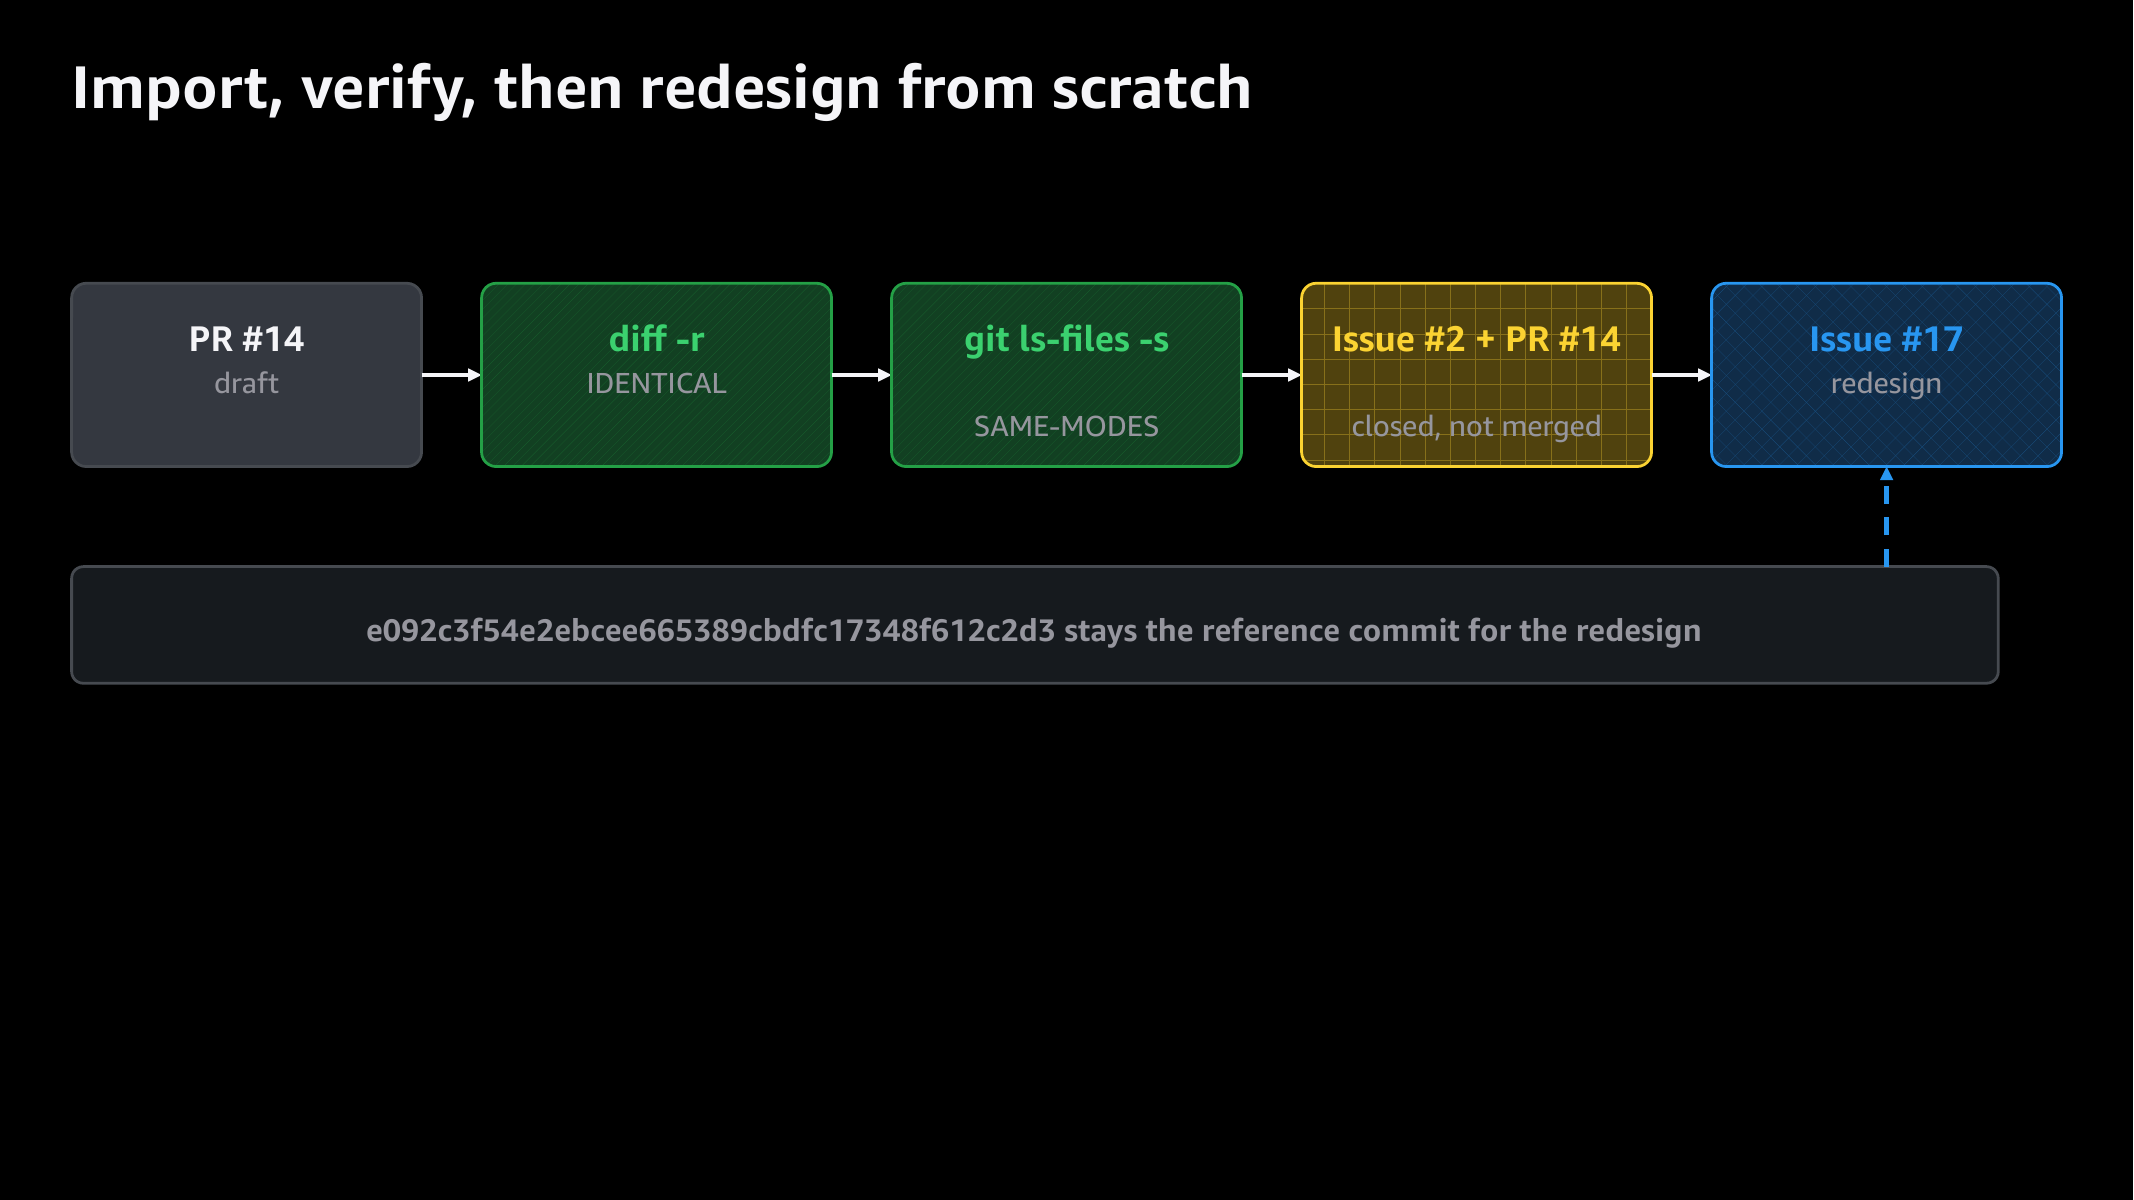 Import, verify, then redesign from scratch
PR #14
draft
diff -r
IDENTICAL
git ls-files -s
SAME-MODES
Issue #2 + PR #14
closed, not merged
Issue #17
redesign
e092c3f54e2ebcee665389cbdfc17348f612c2d3 stays the reference commit for the redesign